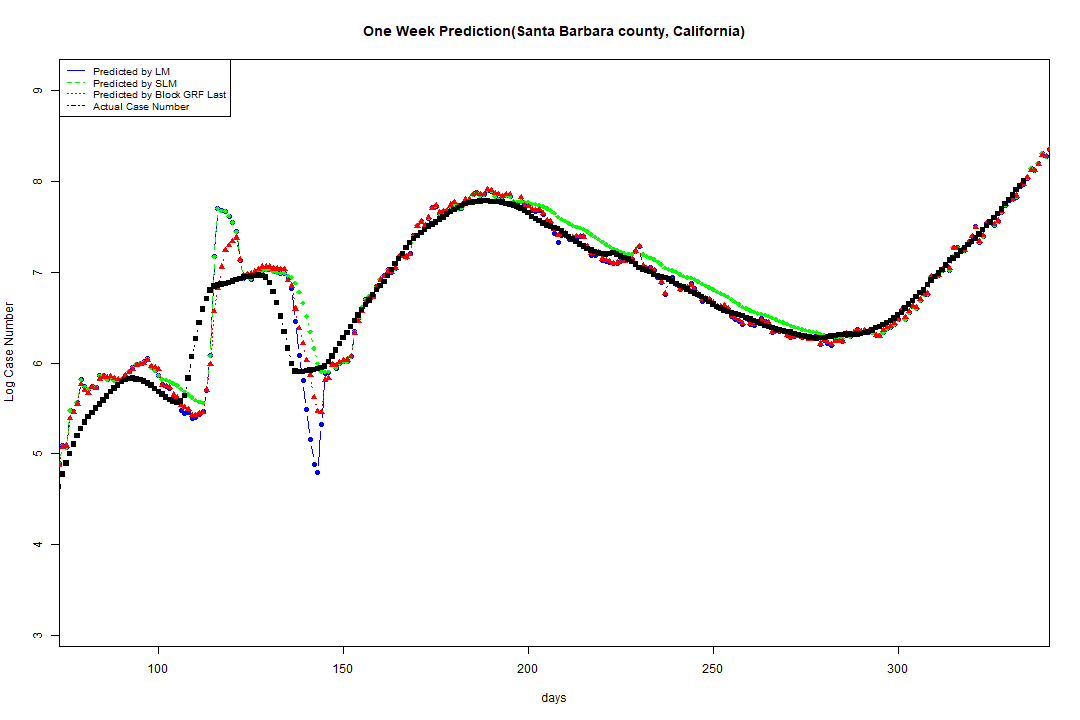 One Week Prediction(Santa Barbara county, California)
Predicted by LM
Predicted by SLM
Predicted by Block GRF Last
Actual Case Number
9
8
7
6
5
4
3
Log Case Number
100 150 200 250 300
days